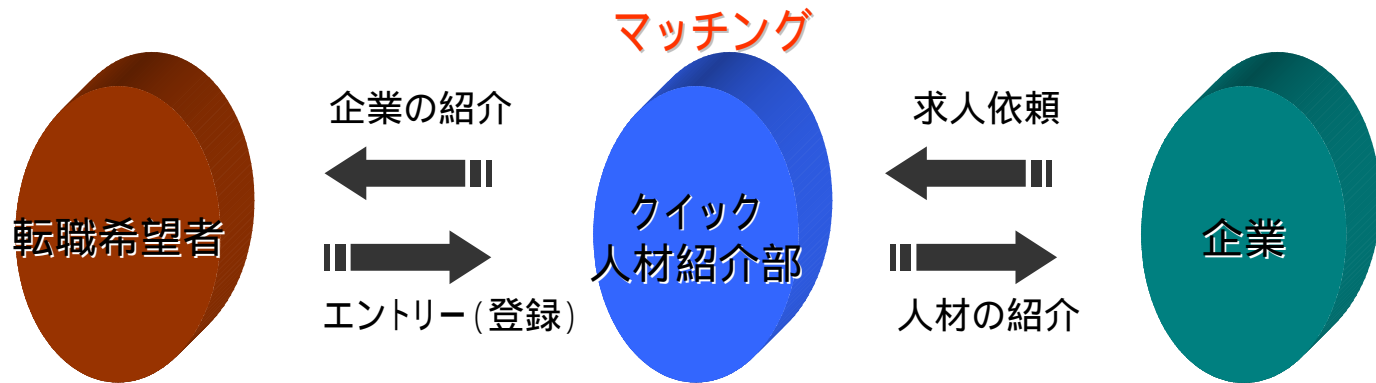 マッチング
企業の紹介
求人依頼
転職希望者
クイック
人材紹介部
企業
エントリー(登録)
人材の紹介